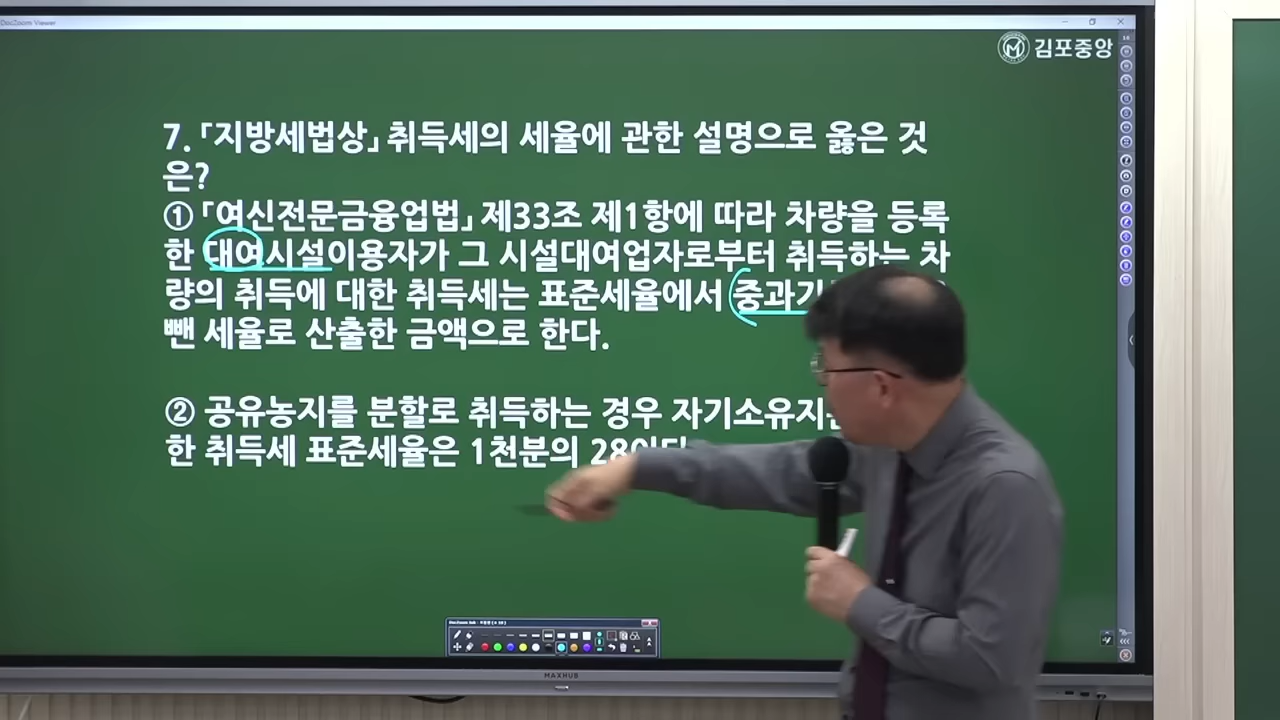 DocZoom Viewer
김포중앙
7. 「지방세법상」 취득세의 세율에 관한 설명으로 옳은 것
은?
① 「여신전문금융업법」 제33조 제1항에 따라 차량을 등록
한 대여시설이용자가 그 시설대여업자로부터 취득하는 차
량의 취득에 대한 취득세는 표준세율에서
뺀 세율로 산출한 금액으로 한다.
② 공유농지를 분할로 취득하는 경우 자기소유지
한 취득세 표준세율은 1천분의
MAXHUB